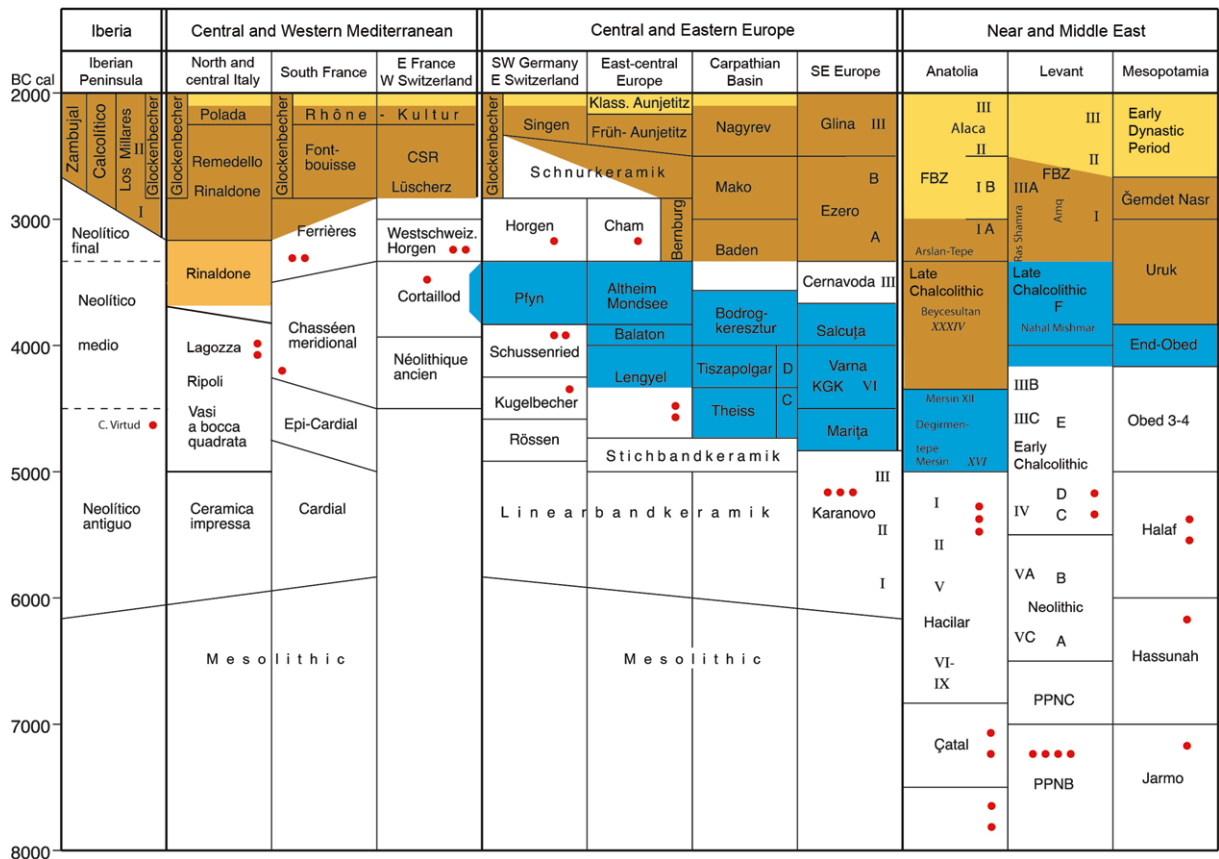 Iberia
Central and Western Mediterranean
Central and Eastern Europe
Near and Middle East
BC cal
Iberian
Peninsula
North and
central Italy
South France
E France
W Switzerland
SW Germany
E Switzerland
East-central
Europe
Carpathian
Basin
SE Europe
Anatolia
Levant
Mesopotamia
2000
3000
4000
5000
6000
7000
8000
Zambujal
Calcolítico
Los Millares
II
I
Glockenbecher
Neolítico
final
Neolítico
medio
C. Virtud
Neolítico
antiguo
Glockenbecher
Polada
Remedello
Rinaldone
Rinaldone
Lagozza
Ripoli
Vasi
a bocca
quadrata
Ceramica
impressa
Glockenbecher
Rhône - Kultur
Font-
bouisse
Ferrières
Chasséen
meridional
Epi-Cardial
Cardial
CSR
Lüscherz
Westschweiz.
Horgen
Cortaillod
Néolithique
ancien
Mesolithic
Glockenbecher
Singen
Schnurkeramik
Horgen
Pfyn
Schussenried
Kugelbecher
Rössen
Stichbandkeramik
Linearbandkeramik
Mesolithic
Klass. Aunjetitz
Früh- Aunjetitz
Cham
Bernburg
Altheim
Mondsee
Balaton
Lengyel
Nagyrev
Mako
Baden
Bodrog-
keresztur
Tiszapolgar
D
Theiss
C
Glina III
B
Ezero
A
Cernavoda III
Salcuţa
Varna
KGK VI
Mariţa
III
Karanovo
II
I
III
Alaca
II
FBZ
I B
I A
Arslan-Tepe
Late
Chalcolithic
Beycesultan
XXXIV
Mersin XII
Degirmen-
tepe
Mersin XVI
I
II
V
Hacilar
VI-
IX
Çatal
III
II
FBZ
IIIA
Ras Shamra
Amq
I
Late
Chalcolithic
F
Nahal Mishmar
IIIB
IIIC E
Early
Chalcolithic
D
IV C
VA B
Neolithic
VC A
PPNC
PPNB
Early
Dynastic
Period
Ğemdet Nasr
Uruk
End-Obed
Obed 3-4
Halaf
Hassunah
Jarmo